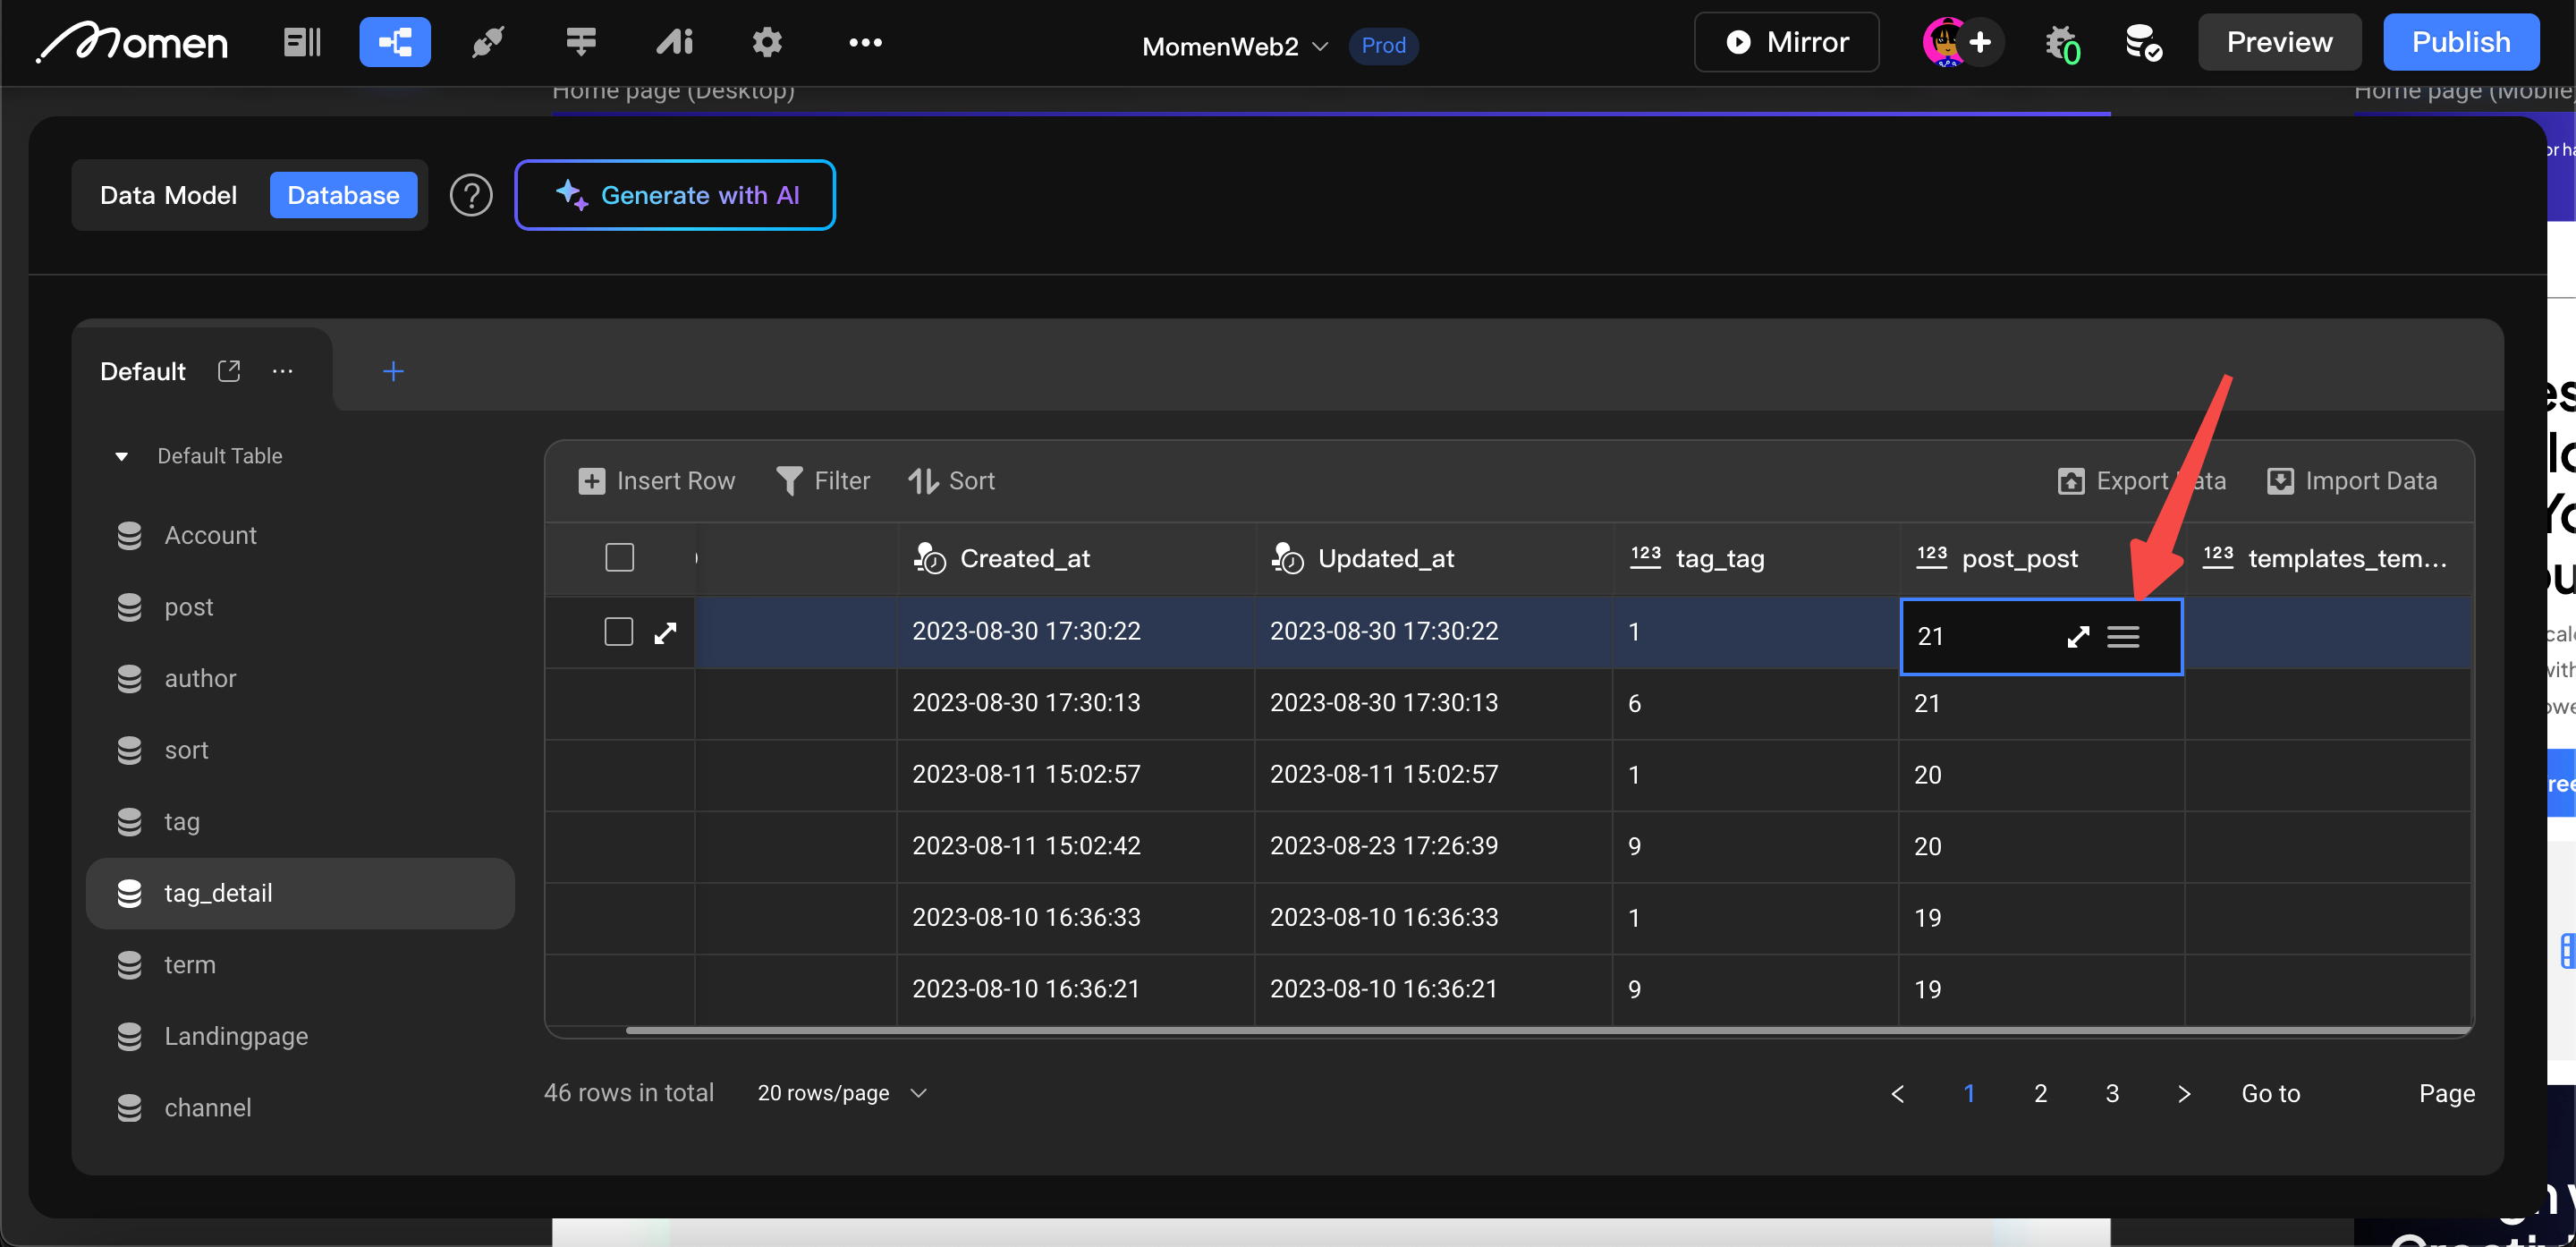 Momen
MomenWeb2
Prod
Mirror
0
Preview
Publish
Home page (Desktop)
Home page (Mobile)
Data Model
Database
?
Generate with AI
Default
...
+
Default Table
Account
post
author
sort
tag
tag_detail
term
Landingpage
channel
Insert Row
Filter
Sort
Export Data
Import Data
Created_at
Updated_at
123 tag_tag
123 post_post
123 templates_tem...
2023-08-30 17:30:22 2023-08-30 17:30:22 1 21
2023-08-30 17:30:13 2023-08-30 17:30:13 6 21
2023-08-11 15:02:57 2023-08-11 15:02:57 1 20
2023-08-11 15:02:42 2023-08-23 17:26:39 9 20
2023-08-10 16:36:33 2023-08-10 16:36:33 1 19
2023-08-10 16:36:21 2023-08-10 16:36:21 9 19
46 rows in total
20 rows/page
< 1 2 3 > Go to Page